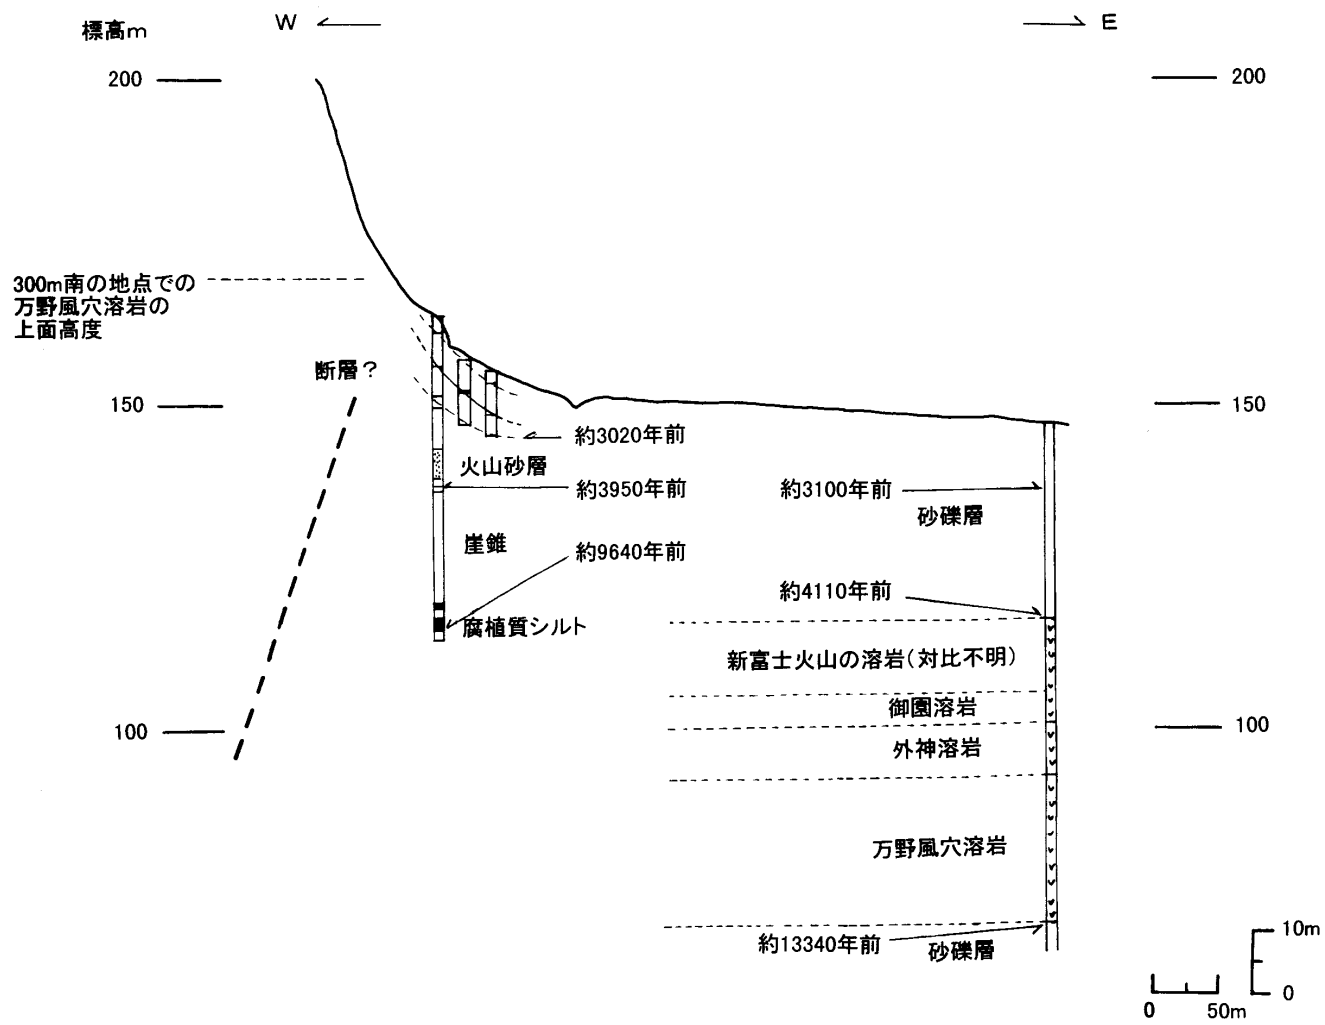 標高m
W
E
200
200
300m南の地点での
万野風穴溶岩の
上面高度
断層?
150
150
約3020年前
火山砂層
約3950年前
約3100年前
砂礫層
崖錐
約9640年前
約4110年前
腐植質シルト
新富士火山の溶岩(対比不明)
御園溶岩
100
100
外神溶岩
万野風穴溶岩
約13340年前
砂礫層
10m
0
0
50m